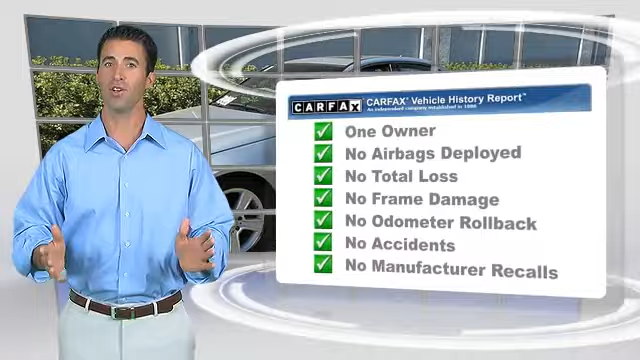 CARFAX CARFAX® Vehicle History Report™
An independent company established in 1986
One Owner
No Airbags Deployed
No Total Loss
No Frame Damage
No Odometer Rollback
No Accidents
No Manufacturer Recalls